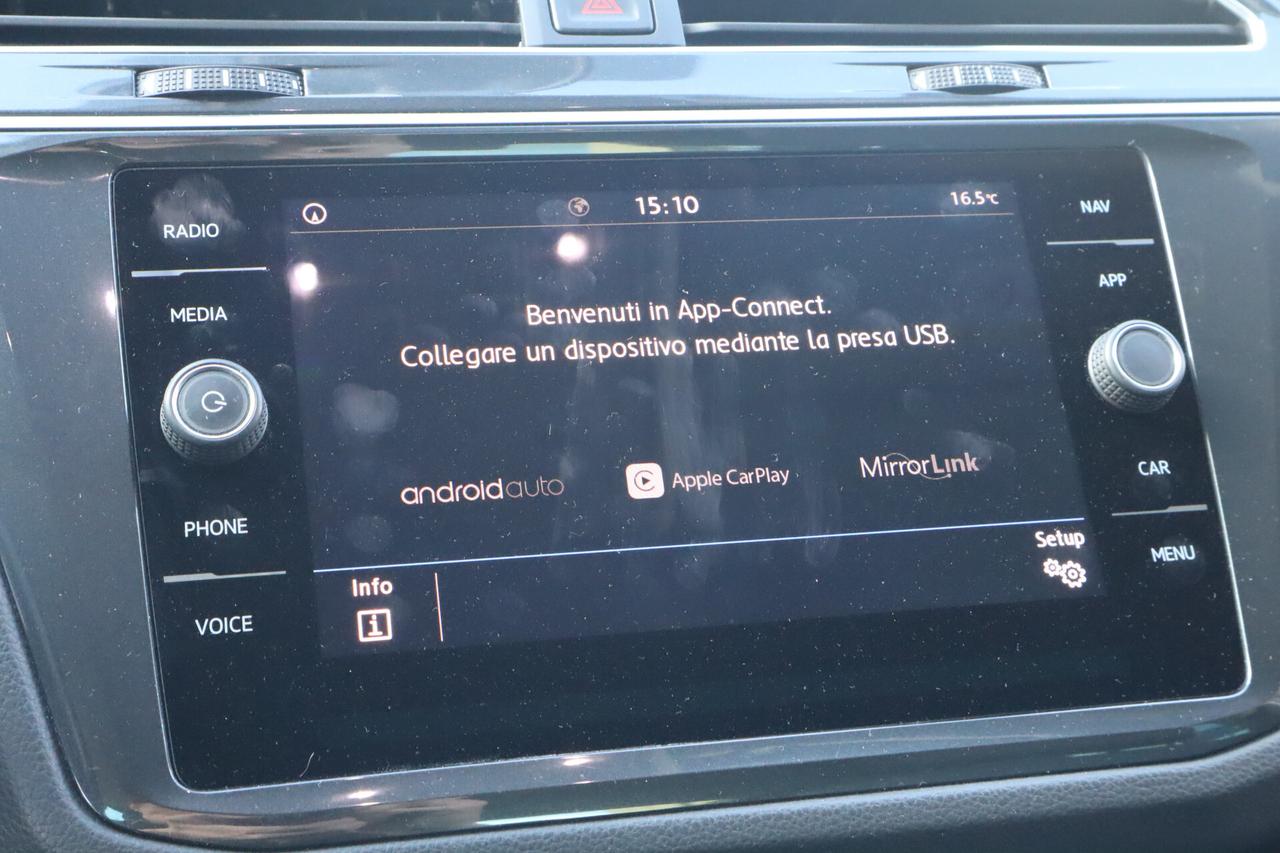 15:10
16.5°C
RADIO
MEDIA
PHONE
VOICE
Benvenuti in App-Connect.
Collegare un dispositivo mediante la presa USB.
androidauto
Apple CarPlay
MirrorLink
Info
i
Setup
NAV
APP
CAR
MENU